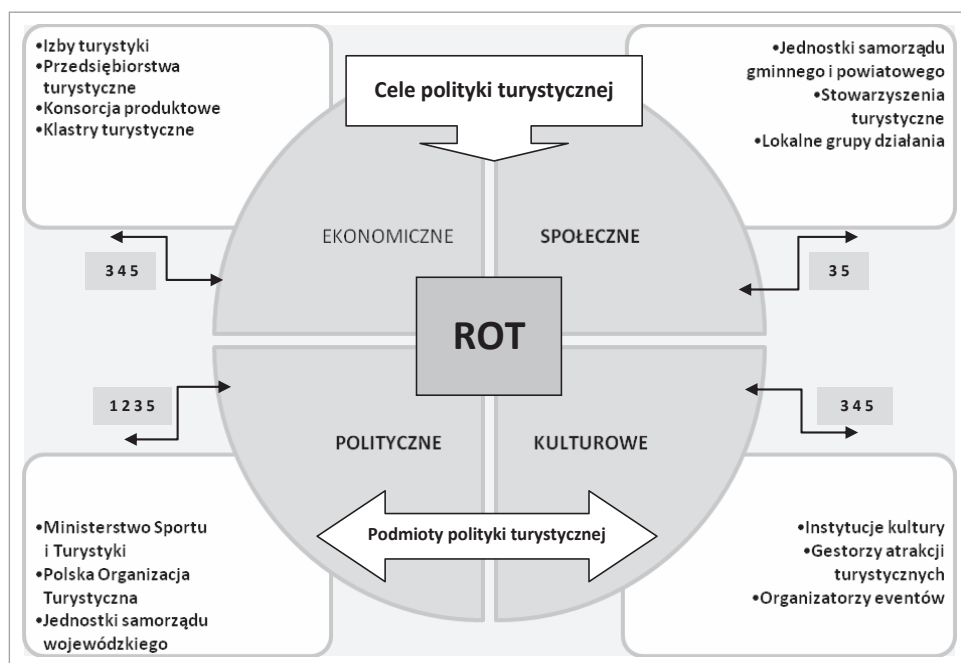 •Izby turystyki
•Przedsiębiorstwa
turystyczne
•Konsorcja produktowe
•Klastry turystyczne
Cele polityki turystycznej
•Jednostki samorządu
gminnego i powiatowego
•Stowarzyszenia
turystyczne
•Lokalne grupy działania
EKONOMICZNE
SPOŁECZNE
3 4 5
3 5
ROT
1 2 3 5
3 4 5
POLITYCZNE
KULTUROWE
Podmioty polityki turystycznej
•Ministerstwo Sportu
i Turystyki
•Polska Organizacja
Turystyczna
•Jednostki samorządu
wojewódzkiego
•Instytucje kultury
•Gestorzy atrakcji
turystycznych
•Organizatorzy eventów